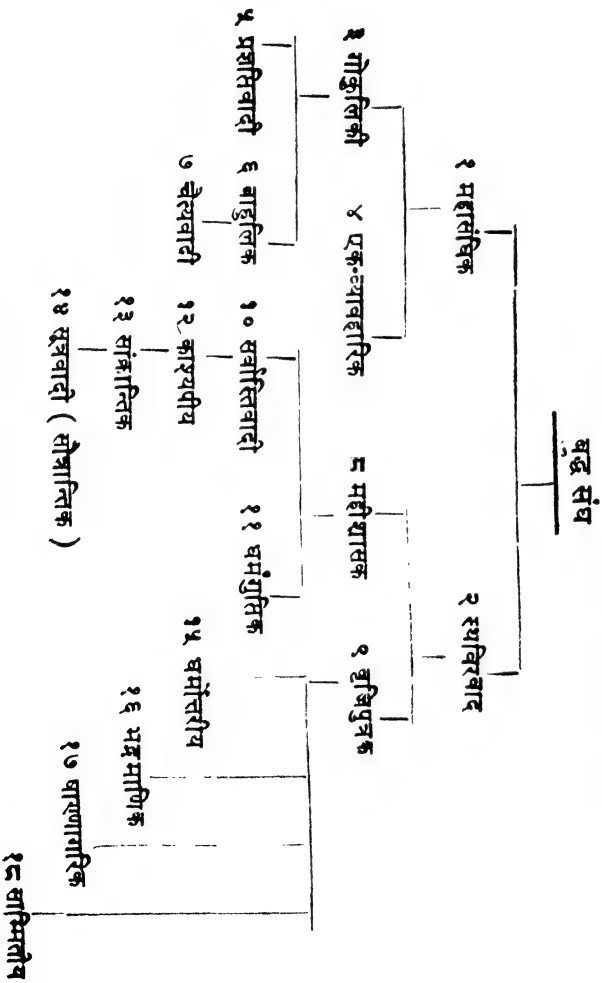 बुद्ध संघ
१ महासंघिक
२ स्थविरवाद
३ गोकुलिकी
४ एक-व्यावहारिक
८ महीशासक
९ वृजिपुत्रक
५ प्रज्ञप्तिवादी
६ बाहुलिक
१० सर्वास्तिवादी
११ धर्मगुप्तिक
१५ धर्मोत्तरीय
७ चैत्यवादी
१२ काश्यपीय
१६ भद्रयाणिक
१३ सांक्रान्तिक
१७ षाण्णागरिक
१४ सूत्रवादी ( सौत्रान्तिक )
१८ साम्मितीय